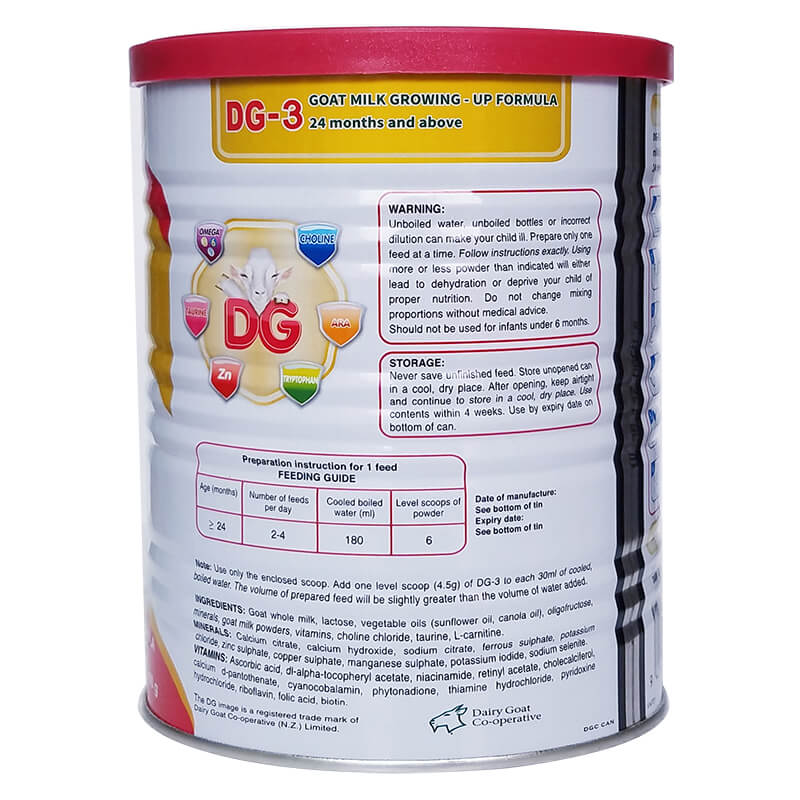 DG-3 GOAT MILK GROWING - UP FORMULA
24 months and above
OMEGA 6
CHOLINE
TAURINE
DG
ARA
Zn
TRYPTOPHAN
WARNING:
Unboiled water, unboiled bottles or incorrect
dilution can make your child ill. Prepare only one
feed at a time. Follow instructions exactly. Using
more or less powder than indicated will either
lead to dehydration or deprive your child of
proper nutrition. Do not change mixing
proportions without medical advice.
Should not be used for infants under 6 months.
STORAGE:
Never save unfinished feed. Store unopened can
in a cool, dry place. After opening, keep airtight
and continue to store in a cool, dry place. Use
contents within 4 weeks. Use by expiry date on
bottom of can.
Preparation instruction for 1 feed
FEEDING GUIDE
Age (months) Number of feeds per day Cooled boiled water (ml) Level scoops of powder
≥ 24 2-4 180 6
Date of manufacture:
See bottom of tin
Expiry date:
See bottom of tin
Note: Use only the enclosed scoop. Add one level scoop (4.5g) of DG-3 to each 30ml of cooled,
boiled water. The volume of prepared feed will be slightly greater than the volume of water added.
INGREDIENTS: Goat whole milk, lactose, vegetable oils (sunflower oil, canola oil), oligofructose,
minerals, goat milk powders, vitamins, choline chloride, taurine, L-carnitine.
MINERALS: Calcium citrate, calcium hydroxide, sodium citrate, ferrous sulphate, potassium
chloride, zinc sulphate, copper sulphate, manganese sulphate, potassium iodide, sodium selenite.
VITAMINS: Ascorbic acid, dl-alpha-tocopheryl acetate, niacinamide, retinyl acetate, cholecalciferol,
calcium d-pantothenate, cyanocobalamin, phytonadione, thiamine hydrochloride, pyridoxine
hydrochloride, riboflavin, folic acid, biotin.
The DG image is a registered trade mark of
Dairy Goat Co-operative (N.Z.) Limited.
Dairy Goat
Co-operative
DGC CAN